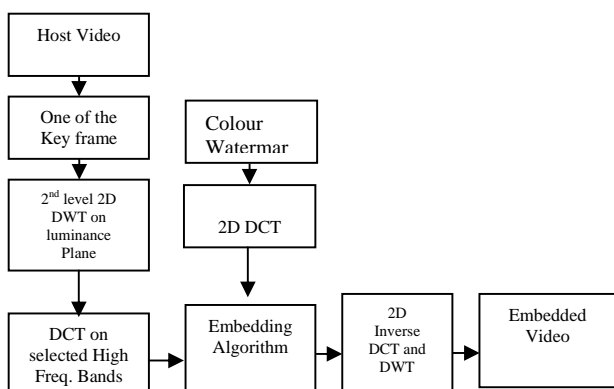 Host Video
One of the
Key frame
2nd level 2D
DWT on
luminance
Plane
DCT on
selected High
Freq. Bands
Colour
Watermar
2D DCT
Embedding
Algorithm
2D
Inverse
DCT and
DWT
Embedded
Video